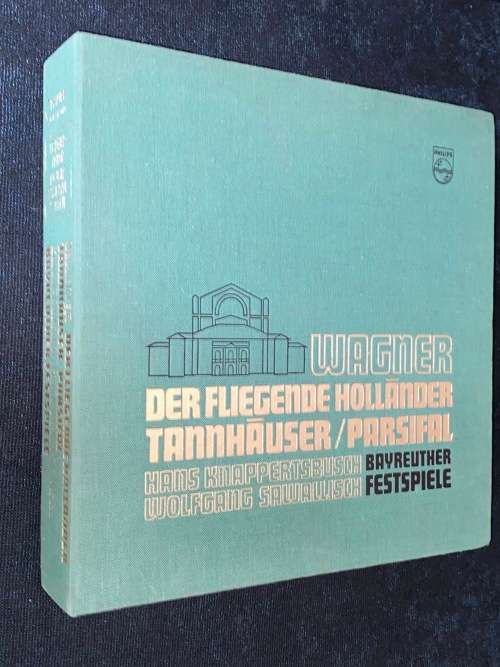 PHILIPS
WAGNER
DER FLIEGENDE HOLLÄNDER
TANNHÄUSER/PARSIFAL
HANS KNAPPERTSBUSCH
WOLFGANG SAWALLISCH
BAYREUTHER
FESTSPIELE